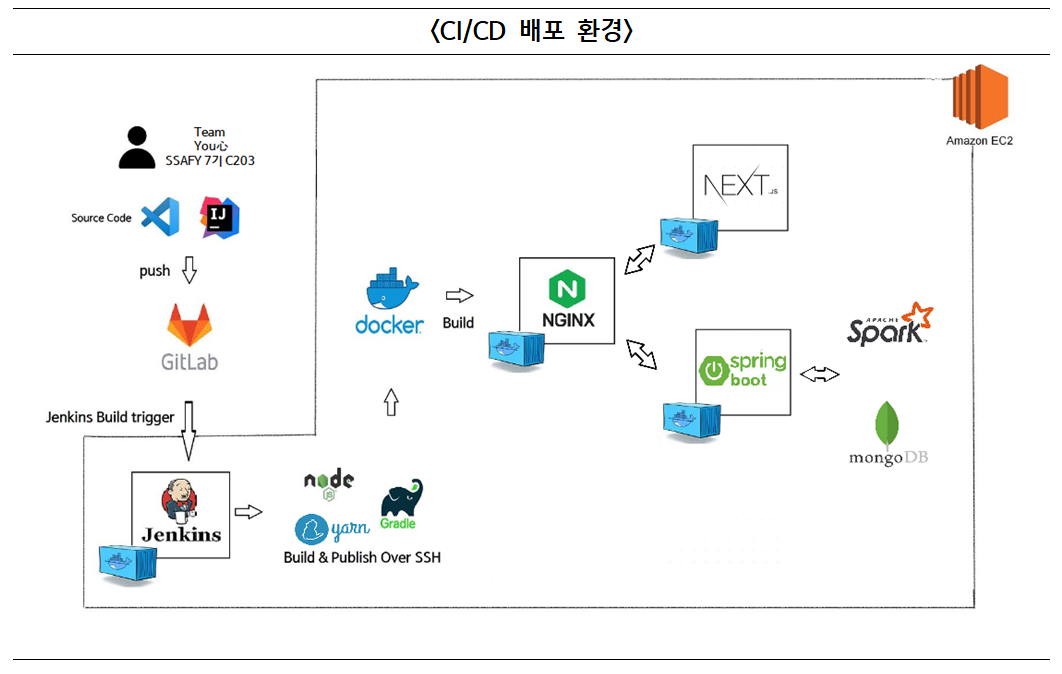 <CI/CD 배포 환경>
Amazon EC2
Team
You心
SSAFY 7기 C203
Source Code
IJ
push
GitLab
Jenkins Build trigger
Jenkins
node
JS
yarn
Gradle
Build & Publish Over SSH
docker
Build
N
NGINX
NEXT.JS
spring
boot
APACHE
Spark
mongoDB